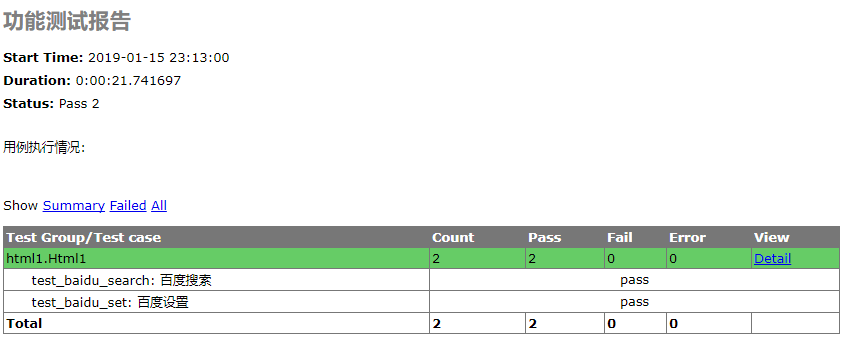 功能测试报告
Start Time: 2019-01-15 23:13:00
Duration: 0:00:21.741697
Status: Pass 2
用例执行情况:
Show Summary Failed All
Test Group/Test case Count Pass Fail Error View
html1.Html1 2 2 0 0 Detail
test_baidu_search: 百度搜索 pass
test_baidu_set: 百度设置 pass
Total 2 2 0 0